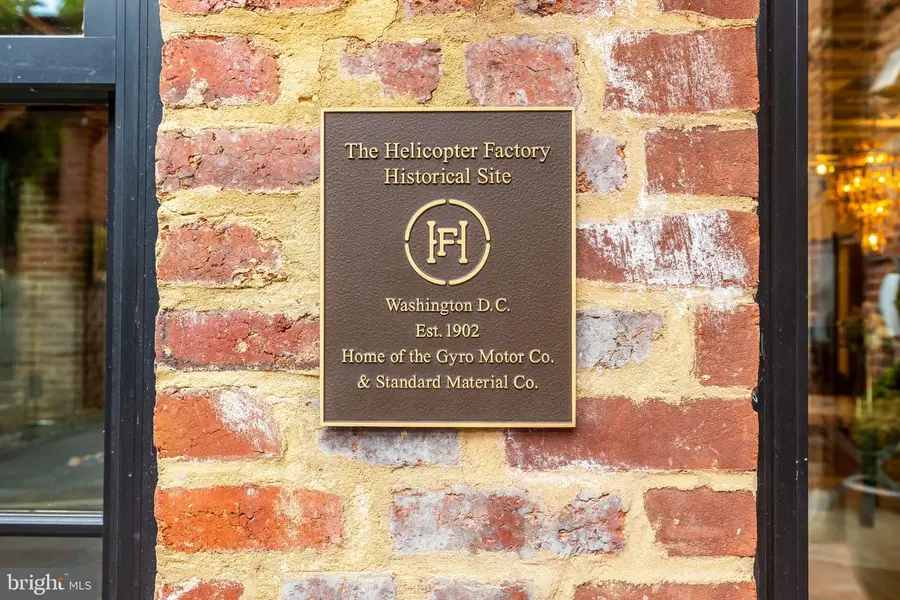 The Helicopter Factory
Historical Site
HF
Washington D.C.
Est. 1902
Home of the Gyro Motor Co.
& Standard Material Co.
bright MLS